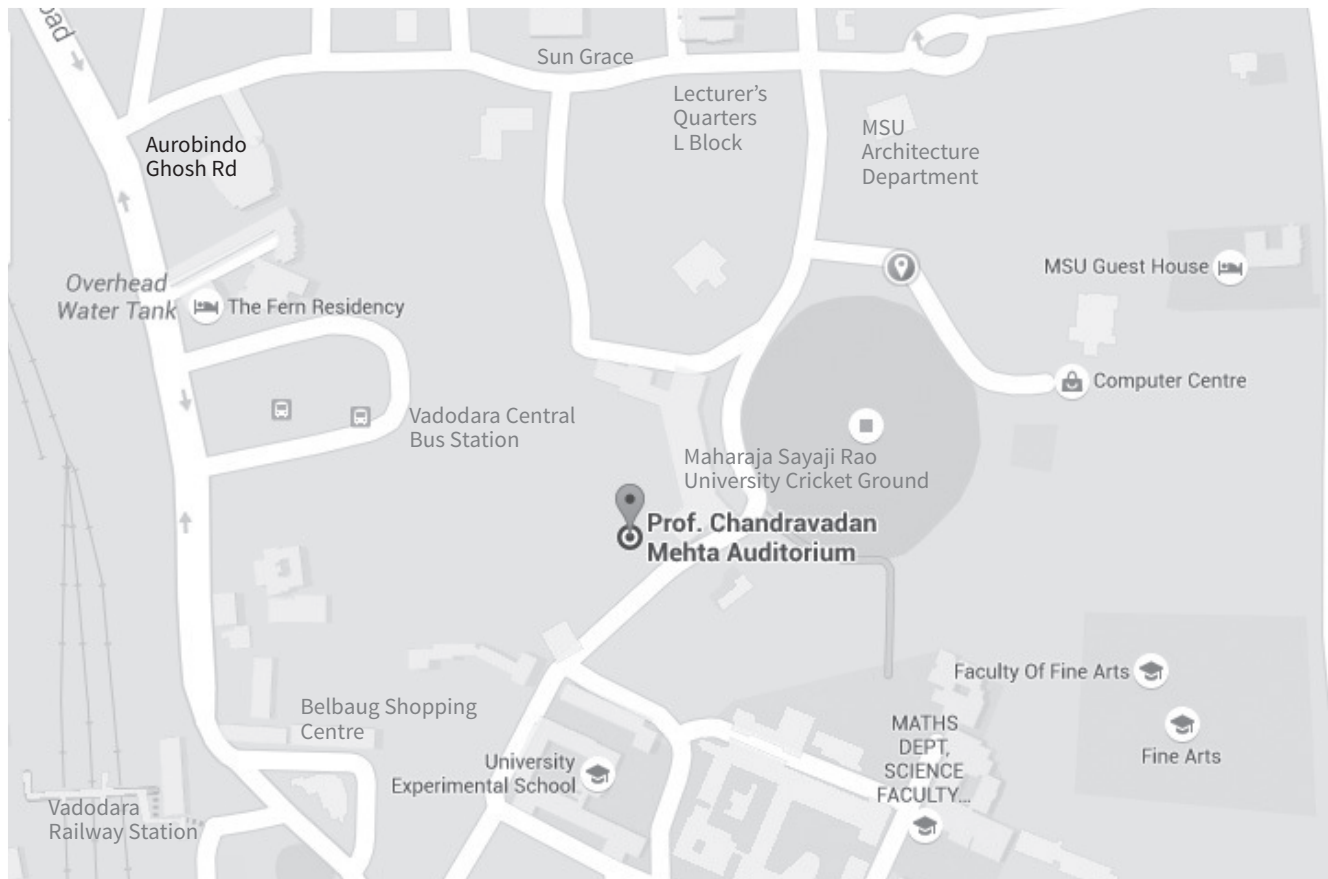 oad
Sun Grace
Lecturer’s
Quarters
L Block
MSU
Architecture
Department
Aurobindo
Ghosh Rd
MSU Guest House
Overhead
Water Tank
The Fern Residency
Computer Centre
Vadodara Central
Bus Station
Maharaja Sayaji Rao
University Cricket Ground
Prof. Chandravadan
Mehta Auditorium
Faculty Of Fine Arts
Fine Arts
Belbaug Shopping
Centre
MATHS
DEPT,
SCIENCE
FACULTY...
University
Experimental School
Vadodara
Railway Station